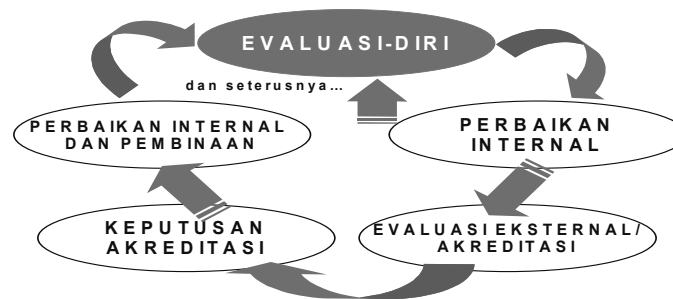 EVALUASI-DIRI
dan seterusnya...
PERBAIKAN INTERNAL
DAN PEMBINAAN
PERBAIKAN
INTERNAL
KEPUTUSAN
AKREDITASI
EVALUASI EKSTERNAL/
AKREDITASI